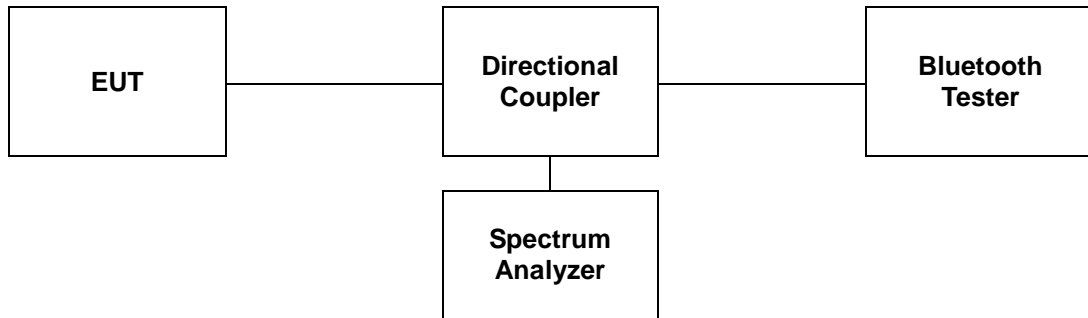 EUT
Directional
Coupler
Bluetooth
Tester
Spectrum
Analyzer